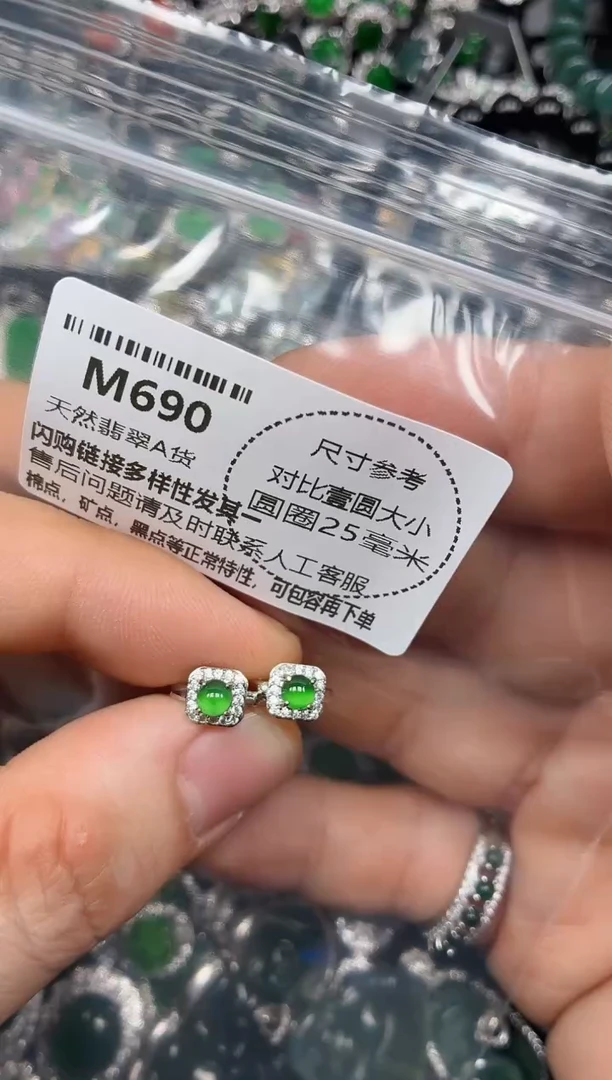 M690
天然翡翠A货
闪购链接多样性发其一
售后问题请及时联系人工客服
棉点，矿点，黑点等正常特性，可包容再下单
尺寸参考
对比壹圆大小
圆圈25毫米